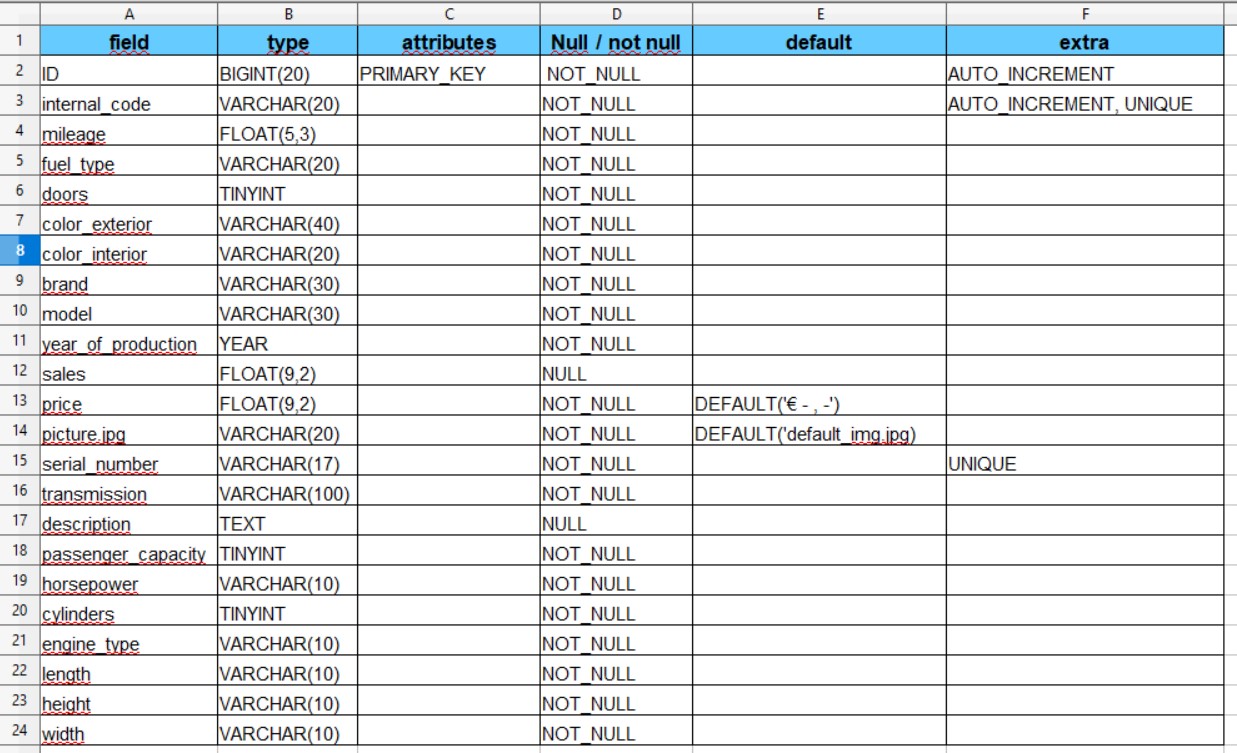 A B C D E F
1 field type attributes Null / not null default extra
2 ID BIGINT(20) PRIMARY_KEY NOT_NULL AUTO_INCREMENT
3 internal_code VARCHAR(20) NOT_NULL AUTO_INCREMENT, UNIQUE
4 mileage FLOAT(5,3) NOT_NULL
5 fuel_type VARCHAR(20) NOT_NULL
6 doors TINYINT NOT_NULL
7 color_exterior VARCHAR(40) NOT_NULL
8 color_interior VARCHAR(20) NOT_NULL
9 brand VARCHAR(30) NOT_NULL
10 model VARCHAR(30) NOT_NULL
11 year_of_production YEAR NOT_NULL
12 sales FLOAT(9,2) NULL
13 price FLOAT(9,2) NOT_NULL DEFAULT('€ - , -')
14 picture.jpg VARCHAR(20) NOT_NULL DEFAULT('default_img.jpg)
15 serial_number VARCHAR(17) NOT_NULL UNIQUE
16 transmission VARCHAR(100) NOT_NULL
17 description TEXT NULL
18 passenger_capacity TINYINT NOT_NULL
19 horsepower VARCHAR(10) NOT_NULL
20 cylinders TINYINT NOT_NULL
21 engine_type VARCHAR(10) NOT_NULL
22 length VARCHAR(10) NOT_NULL
23 height VARCHAR(10) NOT_NULL
24 width VARCHAR(10) NOT_NULL